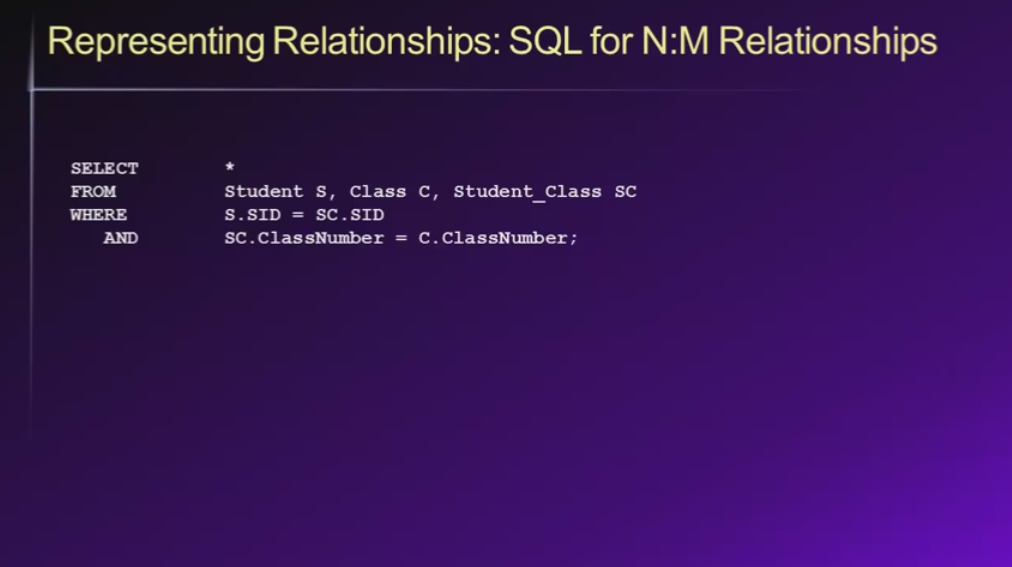 Representing Relationships: SQL for N:M Relationships
SELECT *
FROM Student S, Class C, Student_Class SC
WHERE S.SID = SC.SID
AND SC.ClassNumber = C.ClassNumber;